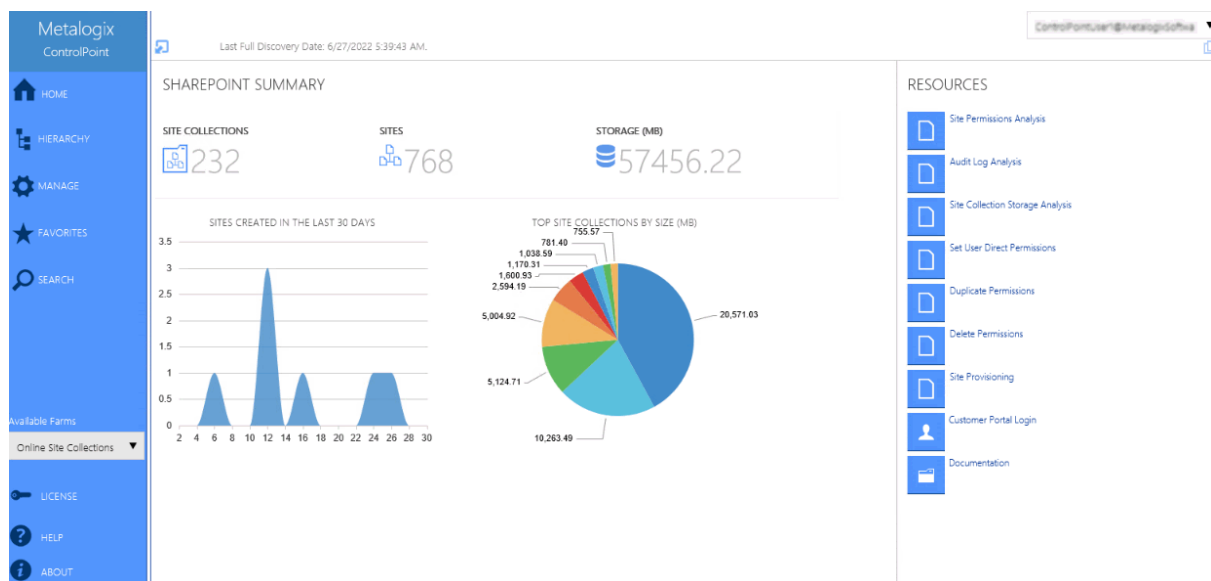 Metalogix
ControlPoint
Last Full Discovery Date: 6/27/2022 5:39:43 AM.
HOME
HIERARCHY
MANAGE
FAVORITES
SEARCH
Available Farms
Online Site Collections
LICENSE
HELP
ABOUT
SHAREPOINT SUMMARY
SITE COLLECTIONS
232
SITES
768
STORAGE (MB)
57456.22
SITES CREATED IN THE LAST 30 DAYS
3.5
3
2.5
2
1.5
1
0.5
0
2 4 6 8 10 12 14 16 18 20 22 24 26 28 30
TOP SITE COLLECTIONS BY SIZE (MB)
755.57
781.40
1,038.59
1,170.31
1,600.93
2,594.19
5,004.92
5,124.71
10,263.49
20,571.03
RESOURCES
Site Permissions Analysis
Audit Log Analysis
Site Collection Storage Analysis
Set User Direct Permissions
Duplicate Permissions
Delete Permissions
Site Provisioning
Customer Portal Login
Documentation